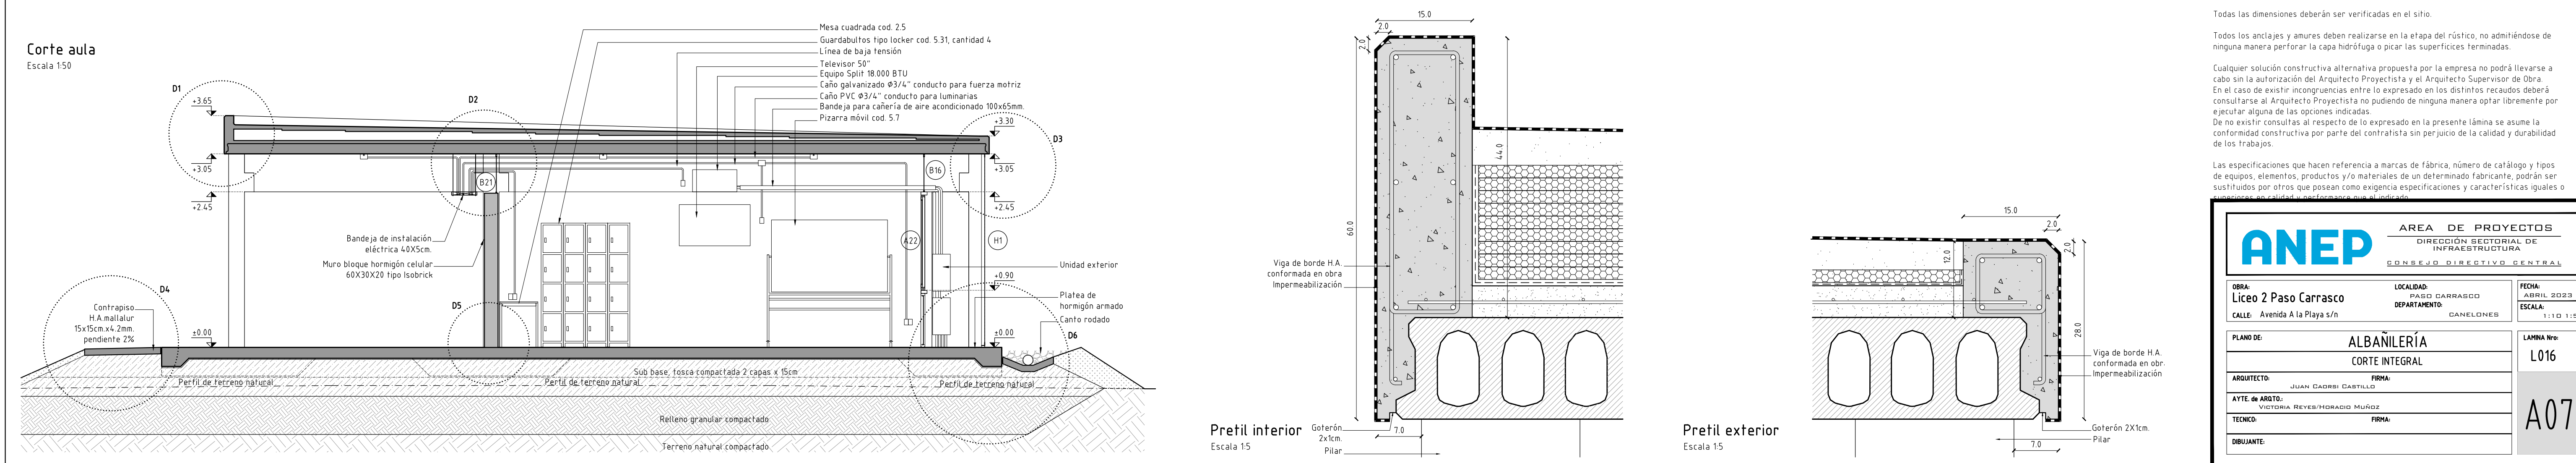 Corte aula
Escala 1:50
D1
D2
D3
D4
D5
D6
+3.65
+3.05
+2.45
±0.00
+3.30
+3.05
+2.45
+0.90
±0.00
B21
B16
A22
H1
Mesa cuadrada cod. 2.5
Guardabultos tipo locker cod. 5.31, cantidad 4
Línea de baja tensión
Televisor 50"
Equipo Split 18.000 BTU
Caño galvanizado Φ3/4" conducto para fuerza motriz
Caño PVC Φ3/4" conducto para luminarias
Bandeja para cañería de aire acondicionado 100x65mm.
Pizarra móvil cod. 5.7
Bandeja de instalación
eléctrica 40X5cm.
Muro bloque hormigón celular
60X30X20 tipo Isobrick
Contrapiso
H.A.mallalur
15x15cm.x4.2mm.
pendiente 2%
Unidad exterior
Platea de
hormigón armado
Canto rodado
Sub base, tosca compactada 2 capas x 15cm
Perfil de terreno natural
Perfil de terreno natural
Perfil de terreno natural
Relleno granular compactado
Terreno natural compactado
15.0
2.0
2.0
60.0
44.0
7.0
Viga de borde H.A.
conformada en obra
Impermeabilización
Goterón
2x1cm.
Pilar
Pretil interior
Escala 1:5
15.0
2.0
2.0
12.0
28.0
7.0
Viga de borde H.A.
conformada en obr.
Impermeabilización
Goterón 2X1cm.
Pilar
Pretil exterior
Escala 1:5
Todas las dimensiones deberán ser verificadas en el sitio.
Todos los anclajes y amures deben realizarse en la etapa del rústico, no admitiéndose de
ninguna manera perforar la capa hidrófuga o picar las superficices terminadas.
Cualquier solución constructiva alternativa propuesta por la empresa no podrá llevarse a
cabo sin la autorización del Arquitecto Proyectista y el Arquitecto Supervisor de Obra
En el caso de existir incongruencias entre lo expresado en los distintos recaudos deberá
consultarse al Arquitecto Proyectista no pudiendo de ninguna manera optar libremente por
ejecutar alguna de las opciones indicadas.
De no existir consultas al respecto de lo expresado en la presente lámina se asume la
conformidad constructiva por parte del contratista sin perjuicio de la calidad y durabilidad
de los trabajos.
Las especificaciones que hacen referencia a marcas de fábrica, número de catálogo y tipos
de equipos, elementos, productos y/o materiales de un determinado fabricante, podrán ser
sustituidos por otros que posean como exigencia especificaciones y características iguales o
superiores en calidad y performance que el indicado.
ANEP
AREA DE PROYECTOS
DIRECCIÓN SECTORIAL DE
INFRAESTRUCTURA
CONSEJO DIRECTIVO CENTRAL
OBRA:
Liceo 2 Paso Carrasco
CALLE: Avenida A la Playa s/n
LOCALIDAD:
PASO CARRASCO
DEPARTAMENTO:
CANELONES
FECHA:
ABRIL 2023
ESCALA:
1:10 1:5
PLANO DE:
ALBAÑILERÍA
CORTE INTEGRAL
LAMINA Nro:
L016
ARQUITECTO:
FIRMA:
JUAN CAORSI CASTILLO
AYTE. de ARQTO.:
VICTORIA REYES/HORACIO MUÑOZ
TECNICO:
FIRMA:
DIBUJANTE:
A07